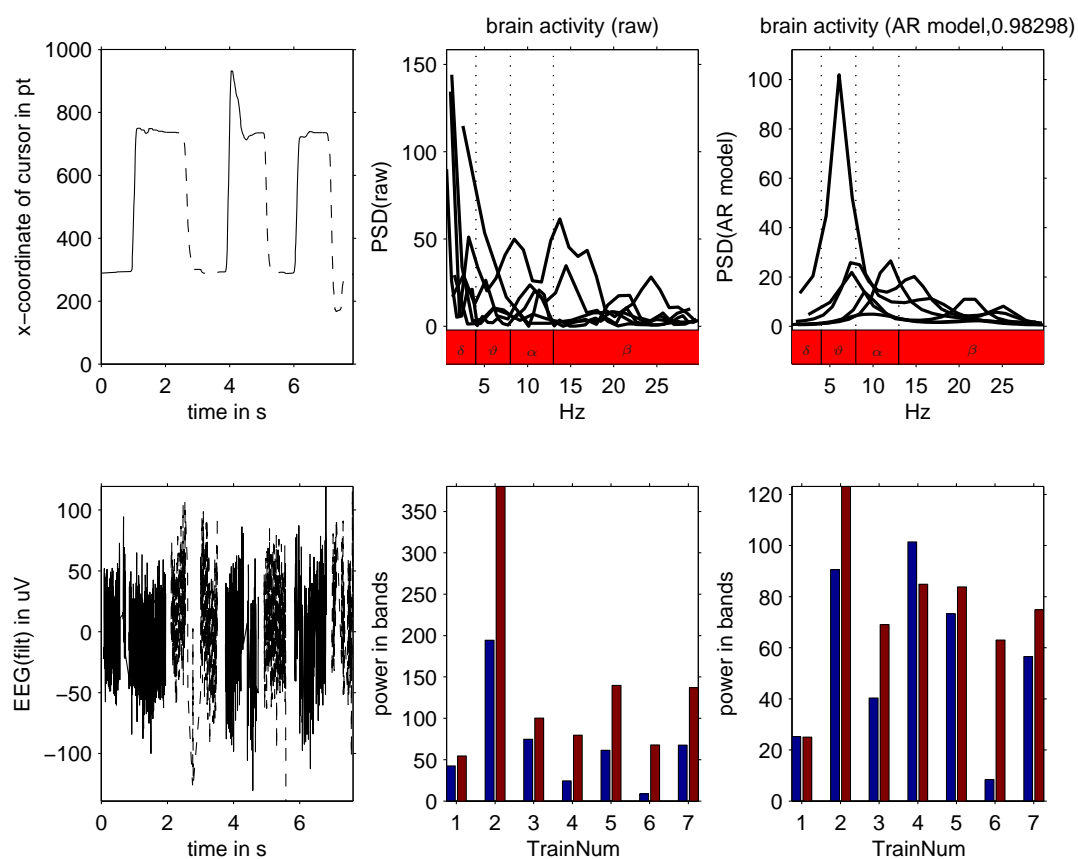 brain activity (raw)
brain activity (AR model,0.98298)
x−coordinate of cursor in pt
1000
800
600
400
200
0
0 2 4 6
time in s
PSD(raw)
150
100
50
0
δ ϑ α β
5 10 15 20 25
Hz
PSD(AR model)
100
80
60
40
20
0
δ ϑ α β
5 10 15 20 25
Hz
EEG(filt) in uV
100
50
0
−50
−100
0 2 4 6
time in s
power in bands
350
300
250
200
150
100
50
0
1 2 3 4 5 6 7
TrainNum
power in bands
120
100
80
60
40
20
0
1 2 3 4 5 6 7
TrainNum